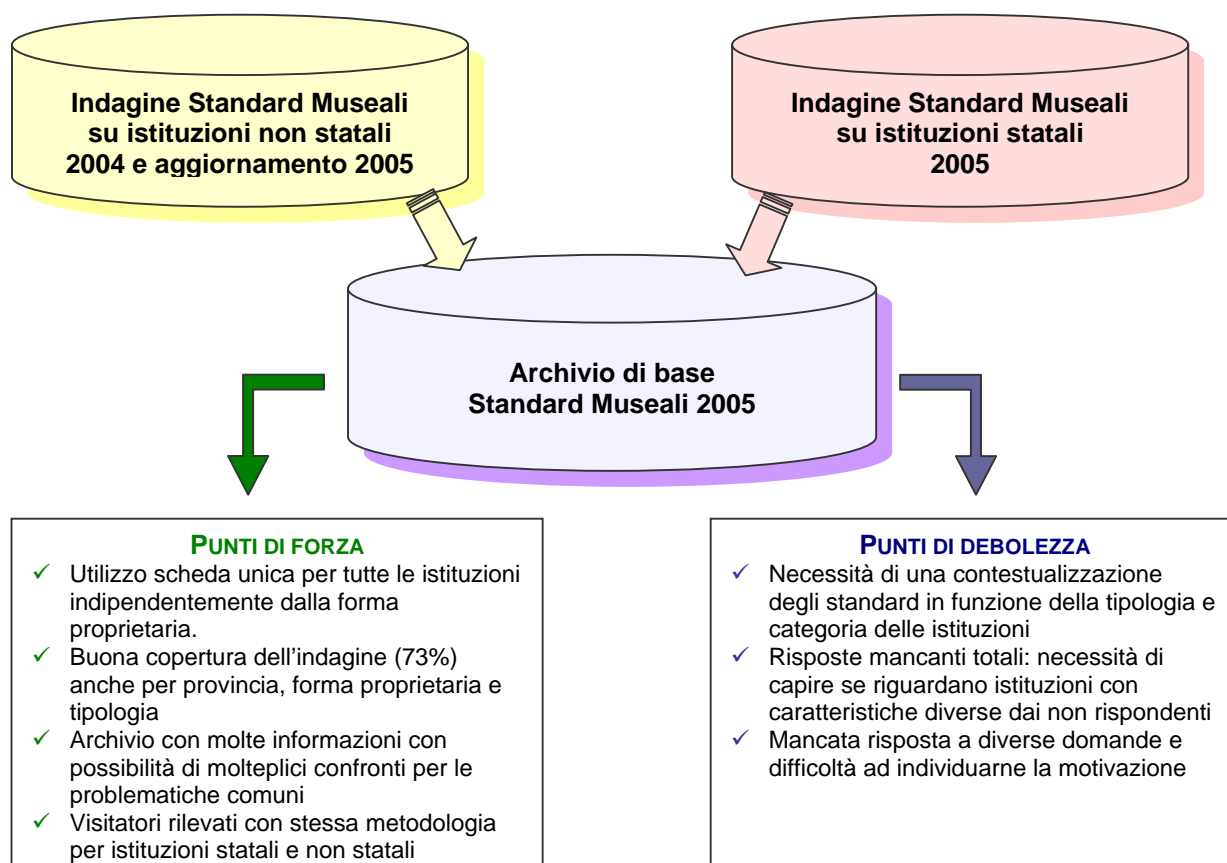 Indagine Standard Museali
su istituzioni non statali
2004 e aggiornamento 2005
Indagine Standard Museali
su istituzioni statali
2005
Archivio di base
Standard Museali 2005
PUNTI DI FORZA
✓ Utilizzo scheda unica per tutte le istituzioni
indipendentemente dalla forma
proprietaria.
✓ Buona copertura dell'indagine (73%)
anche per provincia, forma proprietaria e
tipologia
✓ Archivio con molte informazioni con
possibilità di molteplici confronti per le
problematiche comuni
✓ Visitatori rilevati con stessa metodologia
per istituzioni statali e non statali
PUNTI DI DEBOLEZZA
✓ Necessità di una contestualizzazione
degli standard in funzione della tipologia e
categoria delle istituzioni
✓ Risposte mancanti totali: necessità di
capire se riguardano istituzioni con
caratteristiche diverse dai non rispondenti
✓ Mancata risposta a diverse domande e
difficoltà ad individuarne la motivazione